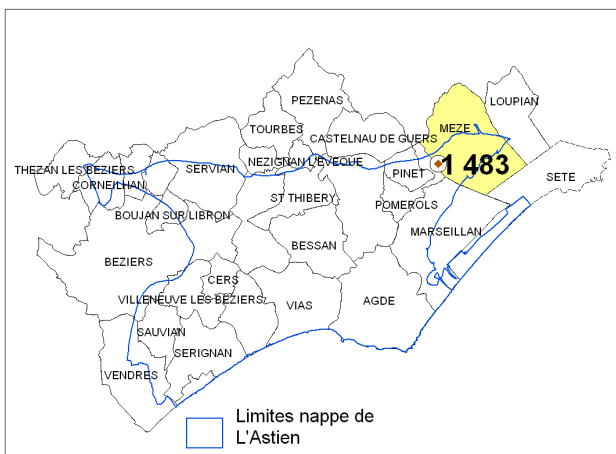 PEZENAS
LOUPIAN
TOURBES
MEZE
CASTELNAU DE GUERS
THEZAN LES BEZIERS
SERVIAN
NEZIGNAN L'EVEQUE
PINET
1 483
SETE
CORNEILHAN
ST THIBERY
POMEROLS
BOUJAN SUR LIBRON
MARSEILLAN
BESSAN
BEZIERS
CERS
VILLENEUVE LES BEZIERS
VIAS
AGDE
SAUVIAN
SERIGNAN
VENDRES
Limites nappe de
L'Astien